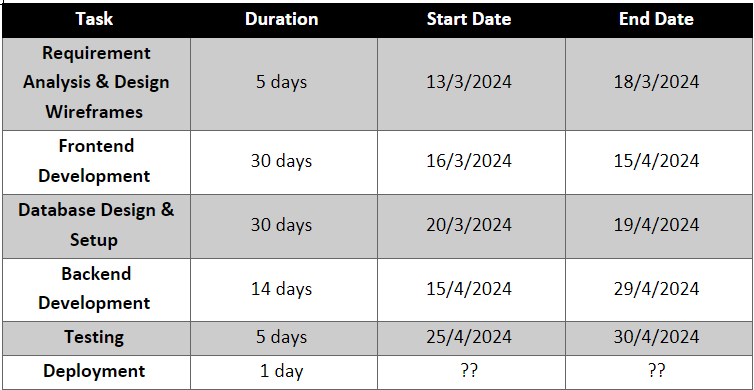 Task Duration Start Date End Date
Requirement
Analysis & Design 5 days 13/3/2024 18/3/2024
Wireframes
Frontend
Development 30 days 16/3/2024 15/4/2024
Database Design &
Setup 30 days 20/3/2024 19/4/2024
Backend
Development 14 days 15/4/2024 29/4/2024
Testing 5 days 25/4/2024 30/4/2024
Deployment 1 day ?? ??